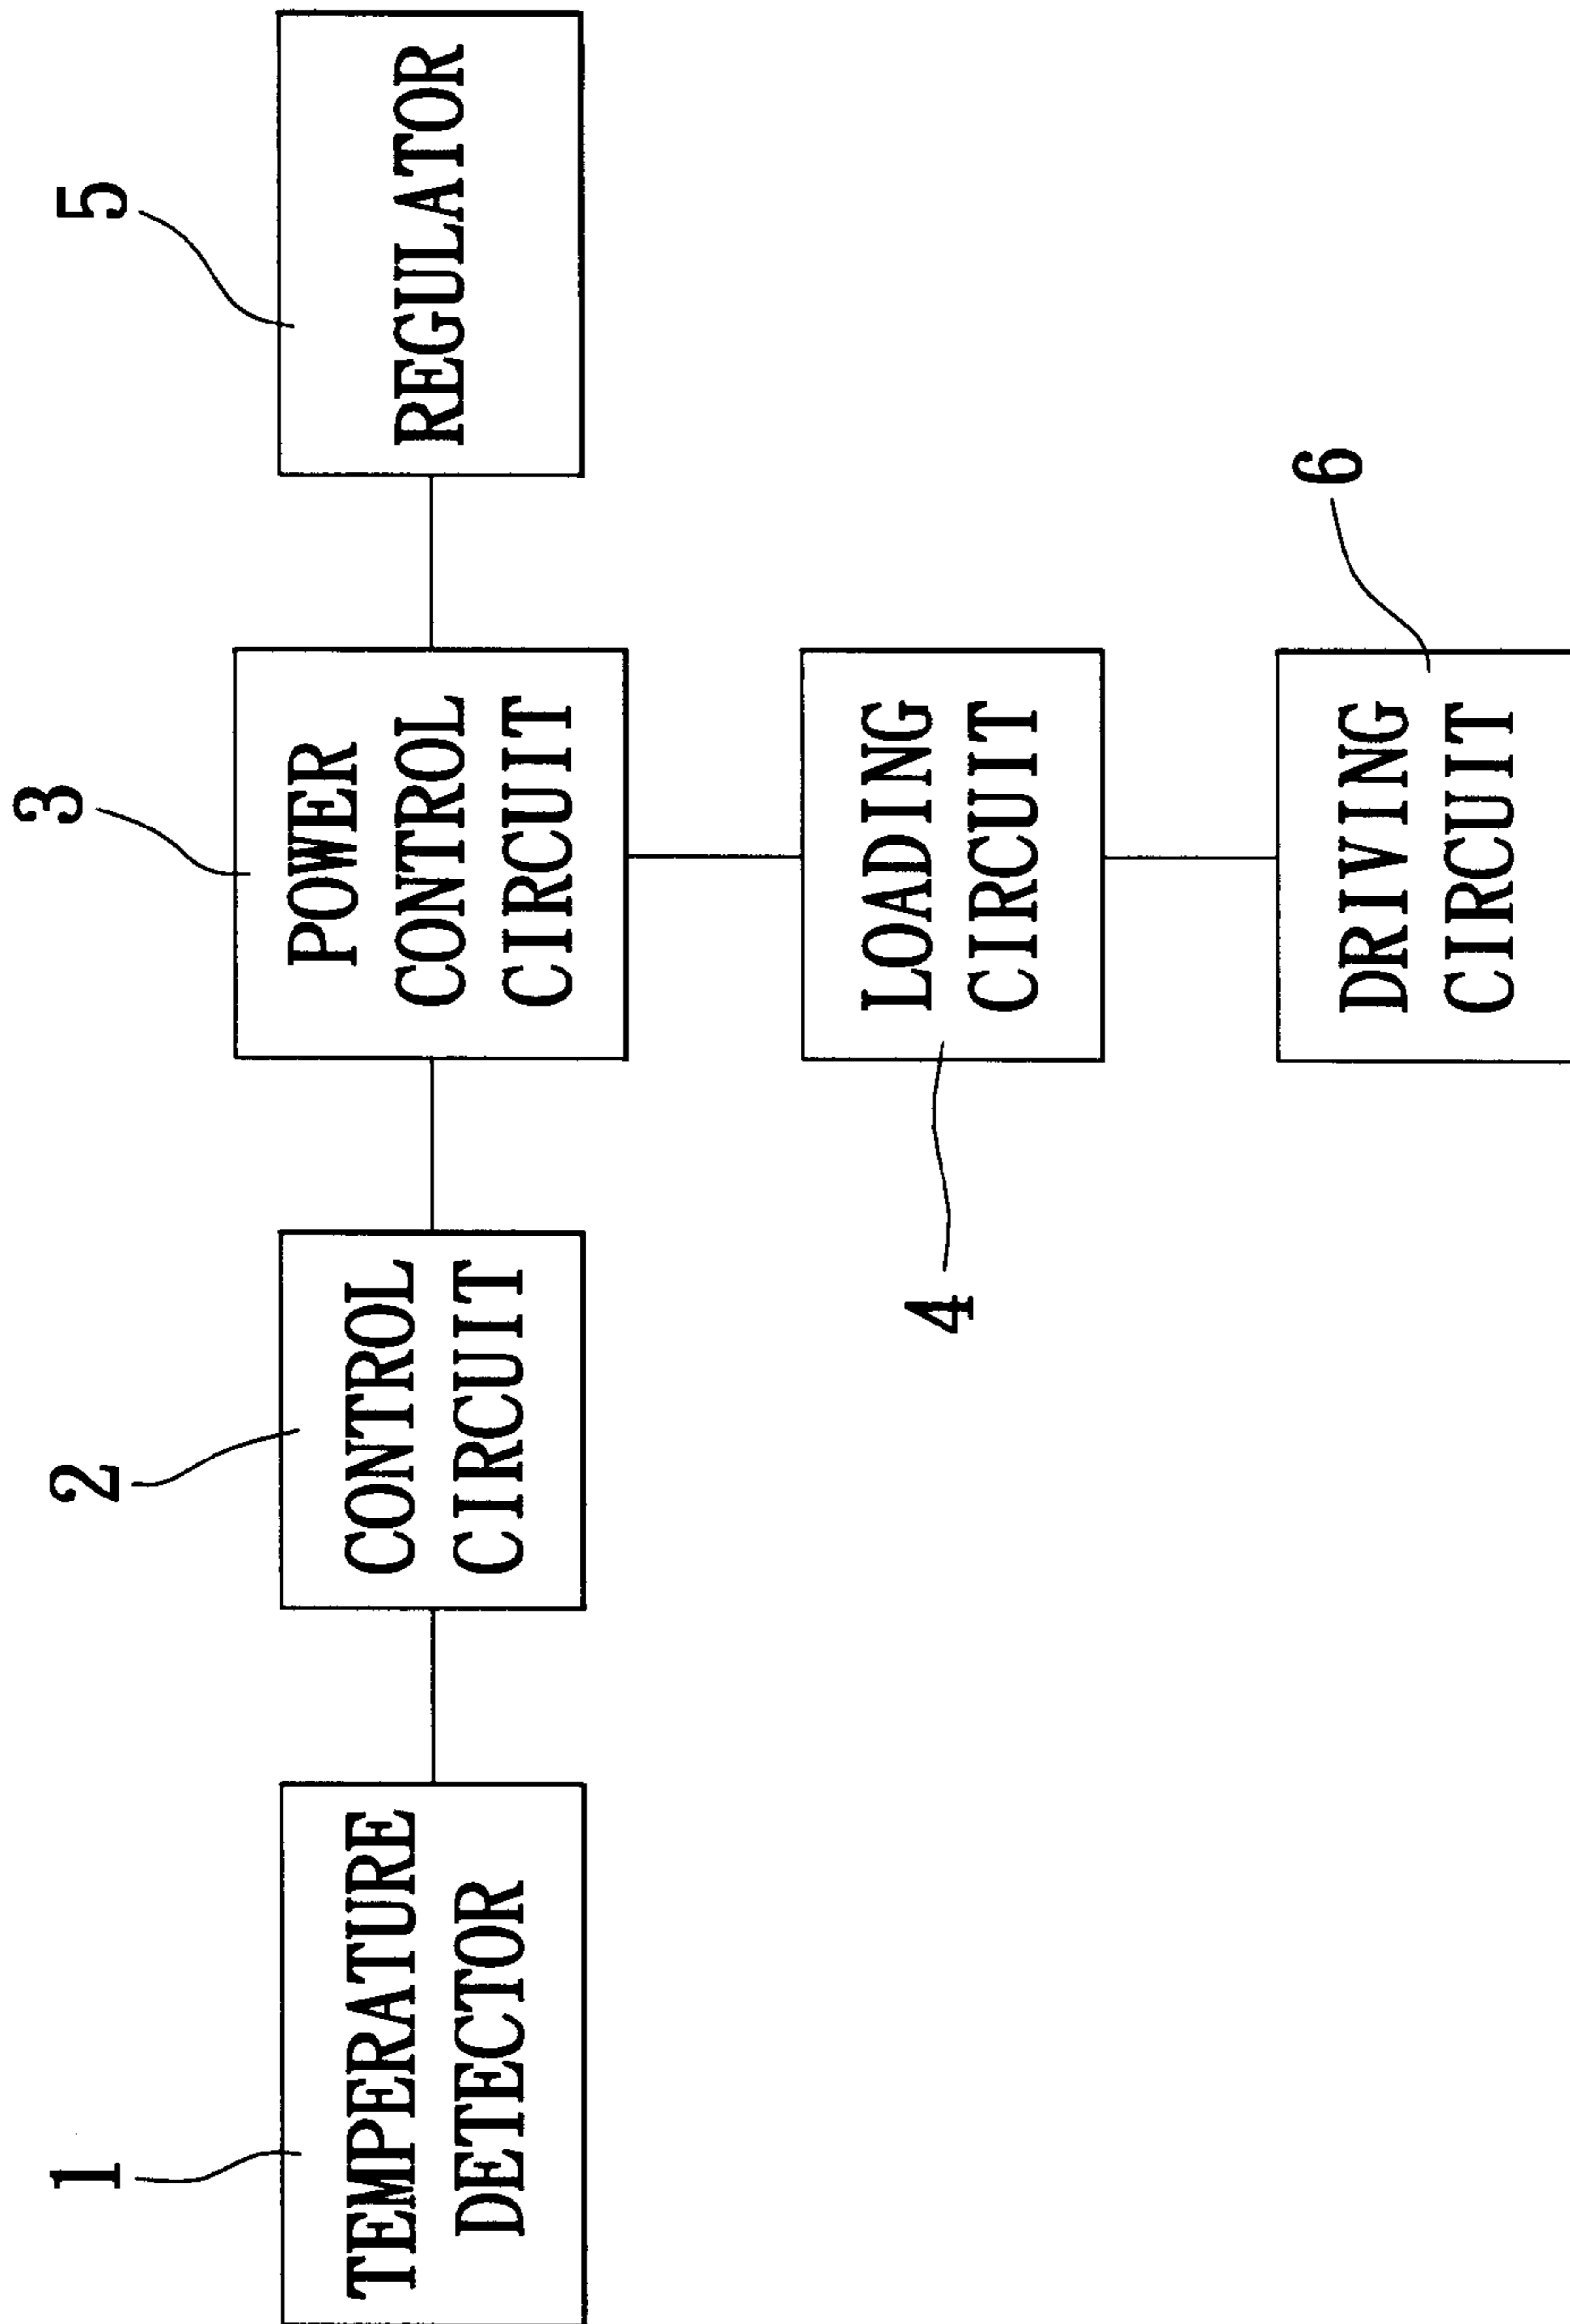 3
5
2
1
POWER
CONTROL
CIRCUIT
REGULATOR
CONTROL
CIRCUIT
TEMPERATURE
DETECTOR
LOADING
CIRCUIT
4
6
DRIVING
CIRCUIT